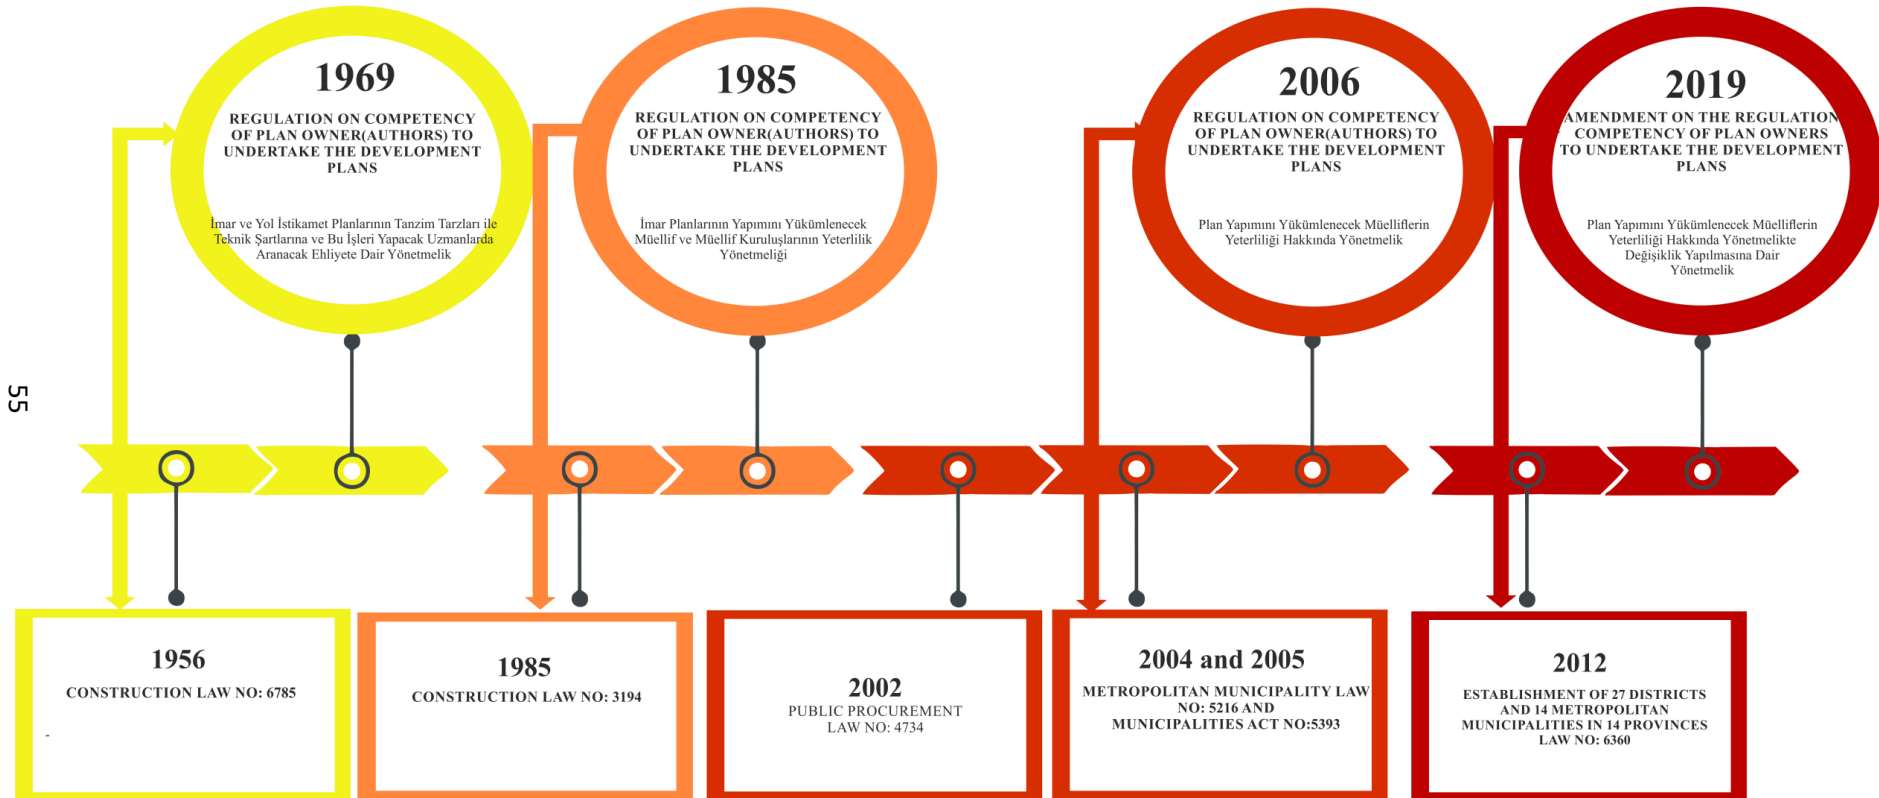 1969
REGULATION ON COMPETENCY
OF PLAN OWNER(AUTHORS) TO
UNDERTAKE THE DEVELOPMENT
PLANS
İmar ve Yol İstikamet Planlarının Tanzim Tarzları ile
Teknik Şartlarına ve Bu İşleri Yapacak Uzmanlarda
Aranacak Ehliyete Dair Yönetmelik
1985
REGULATION ON COMPETENCY
OF PLAN OWNER(AUTHORS) TO
UNDERTAKE THE DEVELOPMENT
PLANS
İmar Planlarının Yapımını Yükümlenecek
Müellif ve Müellif Kuruluşlarının Yeterlilik
Yönetmeliği
2006
REGULATION ON COMPETENCY
OF PLAN OWNER(AUTHORS) TO
UNDERTAKE THE DEVELOPMENT
PLANS
Plan Yapımını Yükümlenecek Müelliflerin
Yeterliliği Hakkında Yönetmelik
2019
AMENDMENT ON THE REGULATION
COMPETENCY OF PLAN OWNERS
TO UNDERTAKE THE DEVELOPMENT
PLANS
Plan Yapımını Yükümlenecek Müelliflerin
Yeterliliği Hakkında Yönetmelikte
Değişiklik Yapılmasına Dair
Yönetmelik
55
1956
CONSTRUCTION LAW NO: 6785
-
1985
CONSTRUCTION LAW NO: 3194
2002
PUBLIC PROCUREMENT
LAW NO: 4734
2004 and 2005
METROPOLITAN MUNICIPALITY LAW
NO: 5216 AND
MUNICIPALITIES ACT NO:5393
2012
ESTABLISHMENT OF 27 DISTRICTS
AND 14 METROPOLITAN
MUNICIPALITIES IN 14 PROVINCES
LAW NO: 6360